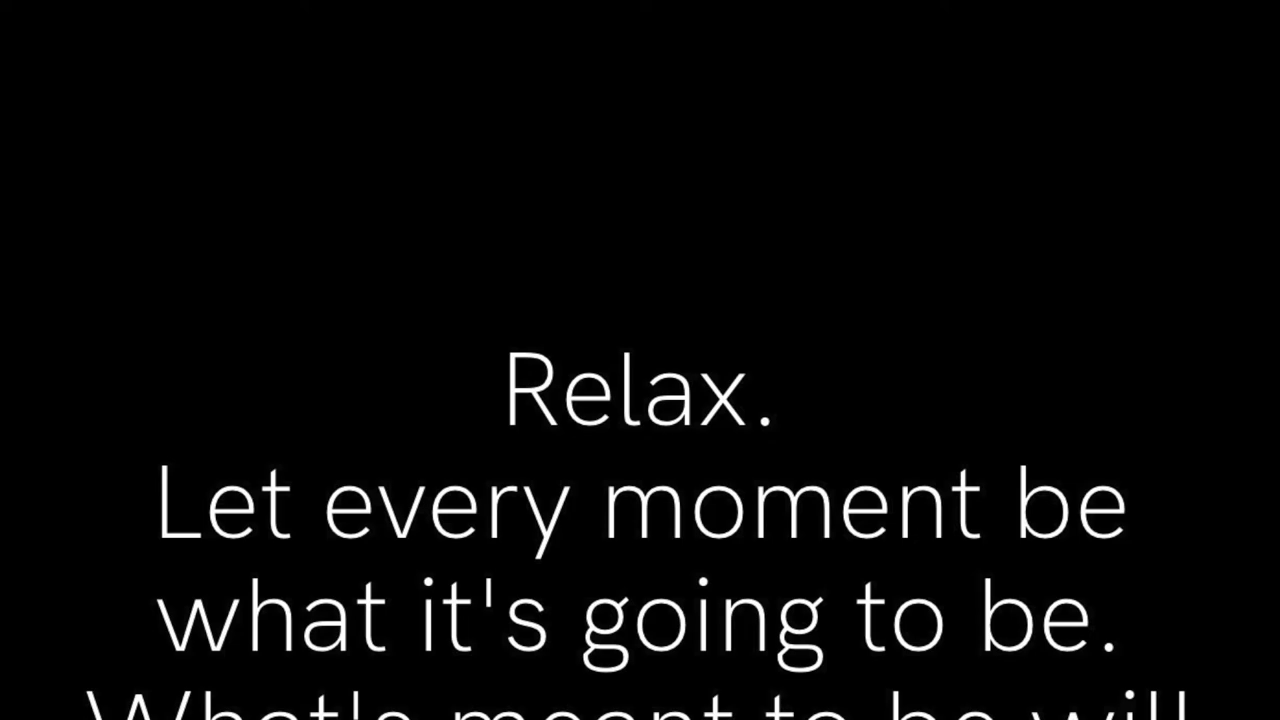 Relax.
Let every moment be
what it's going to be.
What's meant to be will